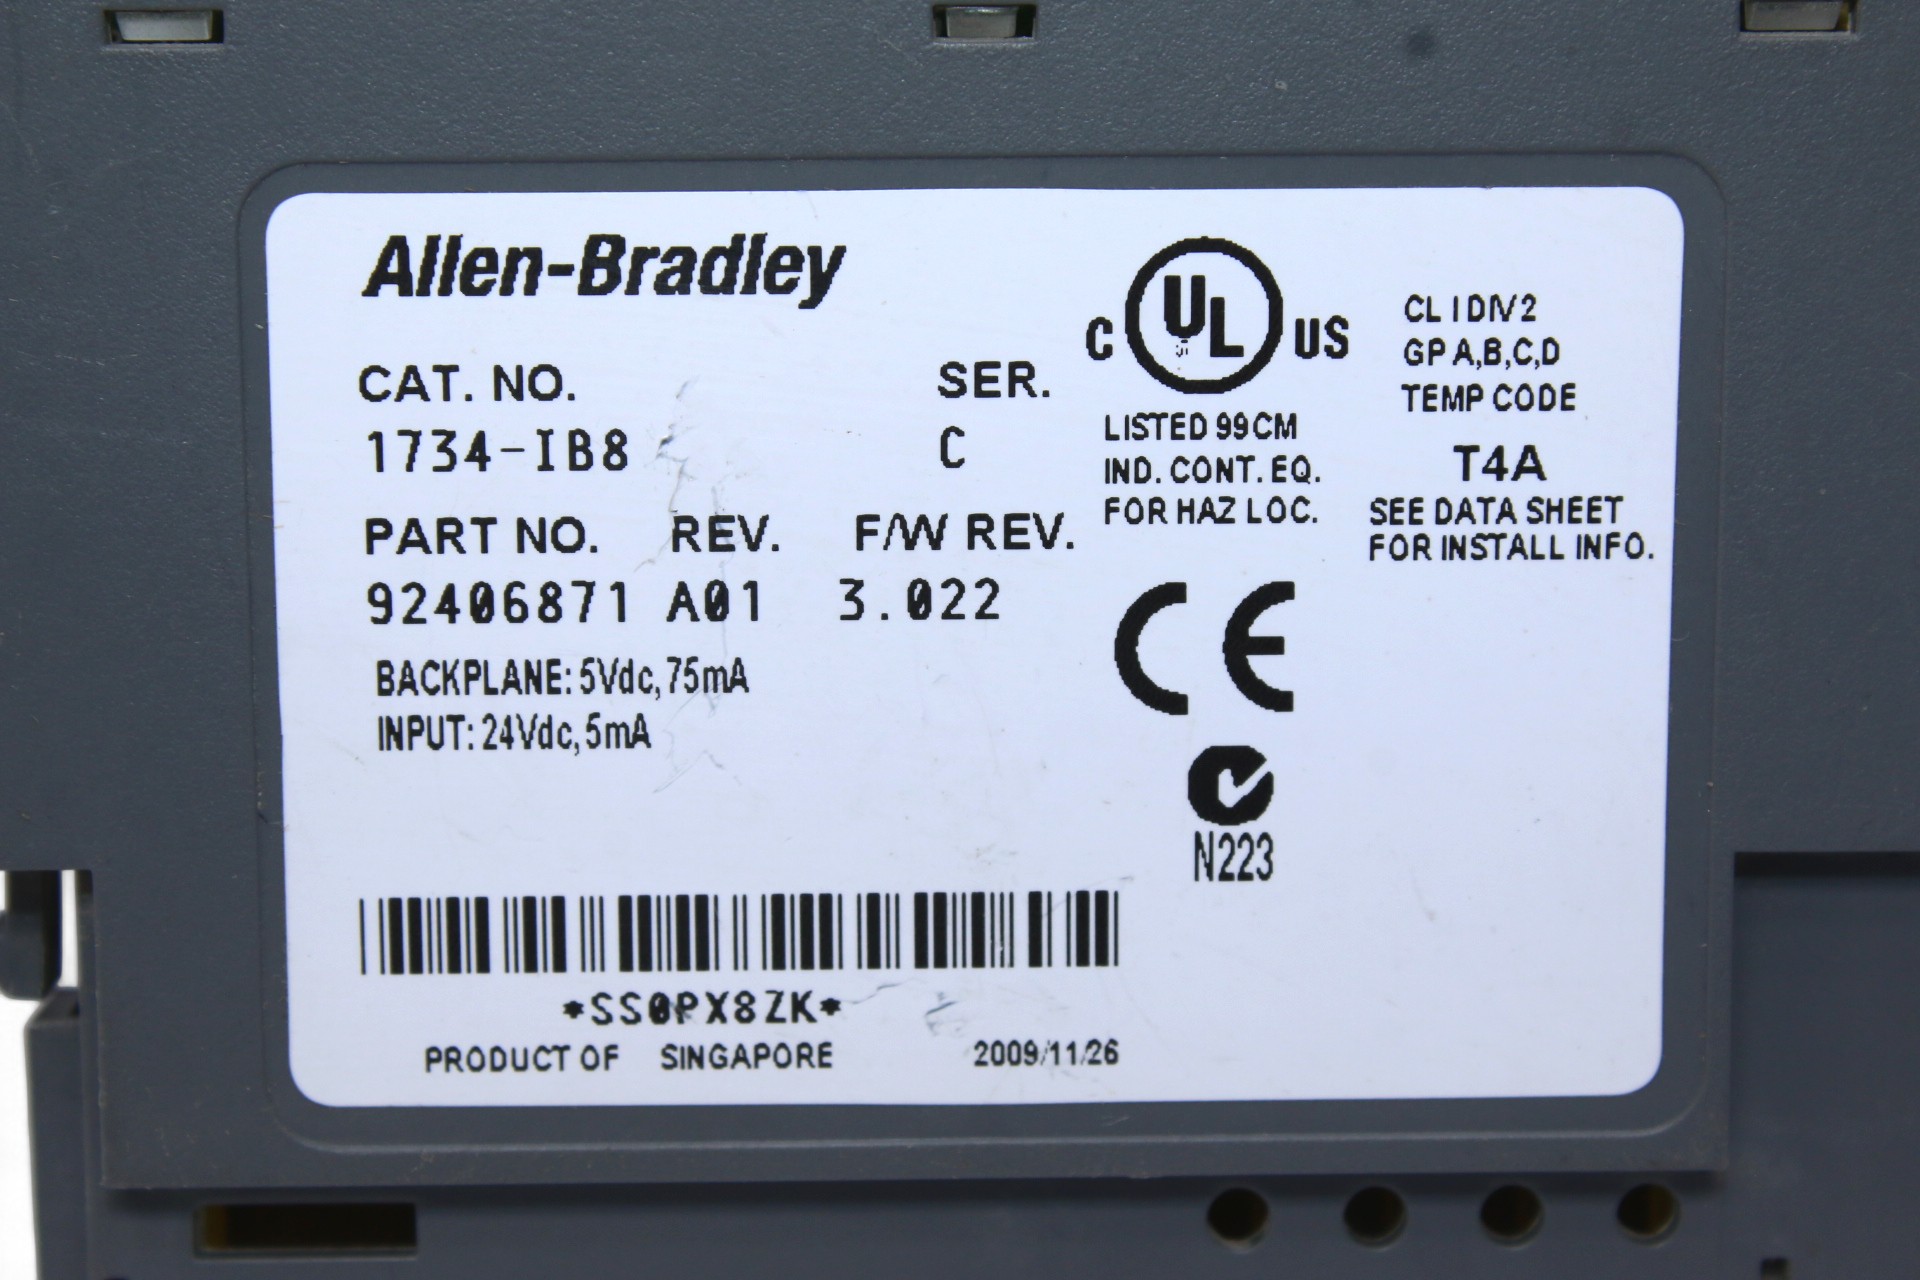 Allen-Bradley
CAT. NO. SER.
1734-IB8 C
PART NO. REV. F/W REV.
92406871 A01 3.022
BACKPLANE: 5Vdc, 75mA
INPUT: 24Vdc, 5mA
C UL US
LISTED 99CM
IND. CONT. EQ.
FOR HAZ LOC.
CL I DIV 2
GP A,B,C,D
TEMP CODE
T4A
SEE DATA SHEET
FOR INSTALL INFO.
CE
N223
*SS0PX8ZK*
PRODUCT OF SINGAPORE 2009/11/26